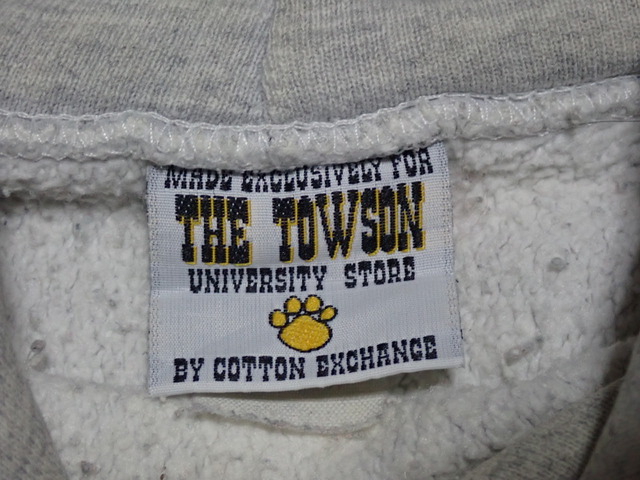 MADE EXCLUSIVELY FOR
THE TOWSON
UNIVERSITY STORE
BY COTTON EXCHANGE